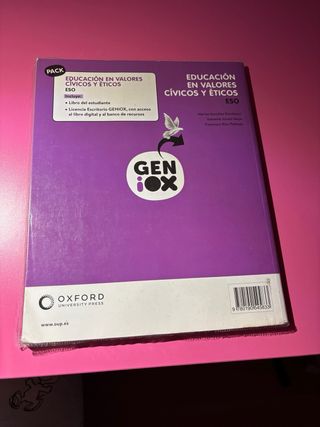 PACK
EDUCACIÓN EN VALORES
CÍVICOS Y ÉTICOS
ESO
Incluye:
• Libro del estudiante
• Licencia Escritorio GENiOX, con acceso
al libro digital y al banco de recursos
EDUCACIÓN
EN VALORES
CÍVICOS Y ÉTICOS
ESO
GEN
iOX
OXFORD
UNIVERSITY PRESS
www.oup.es